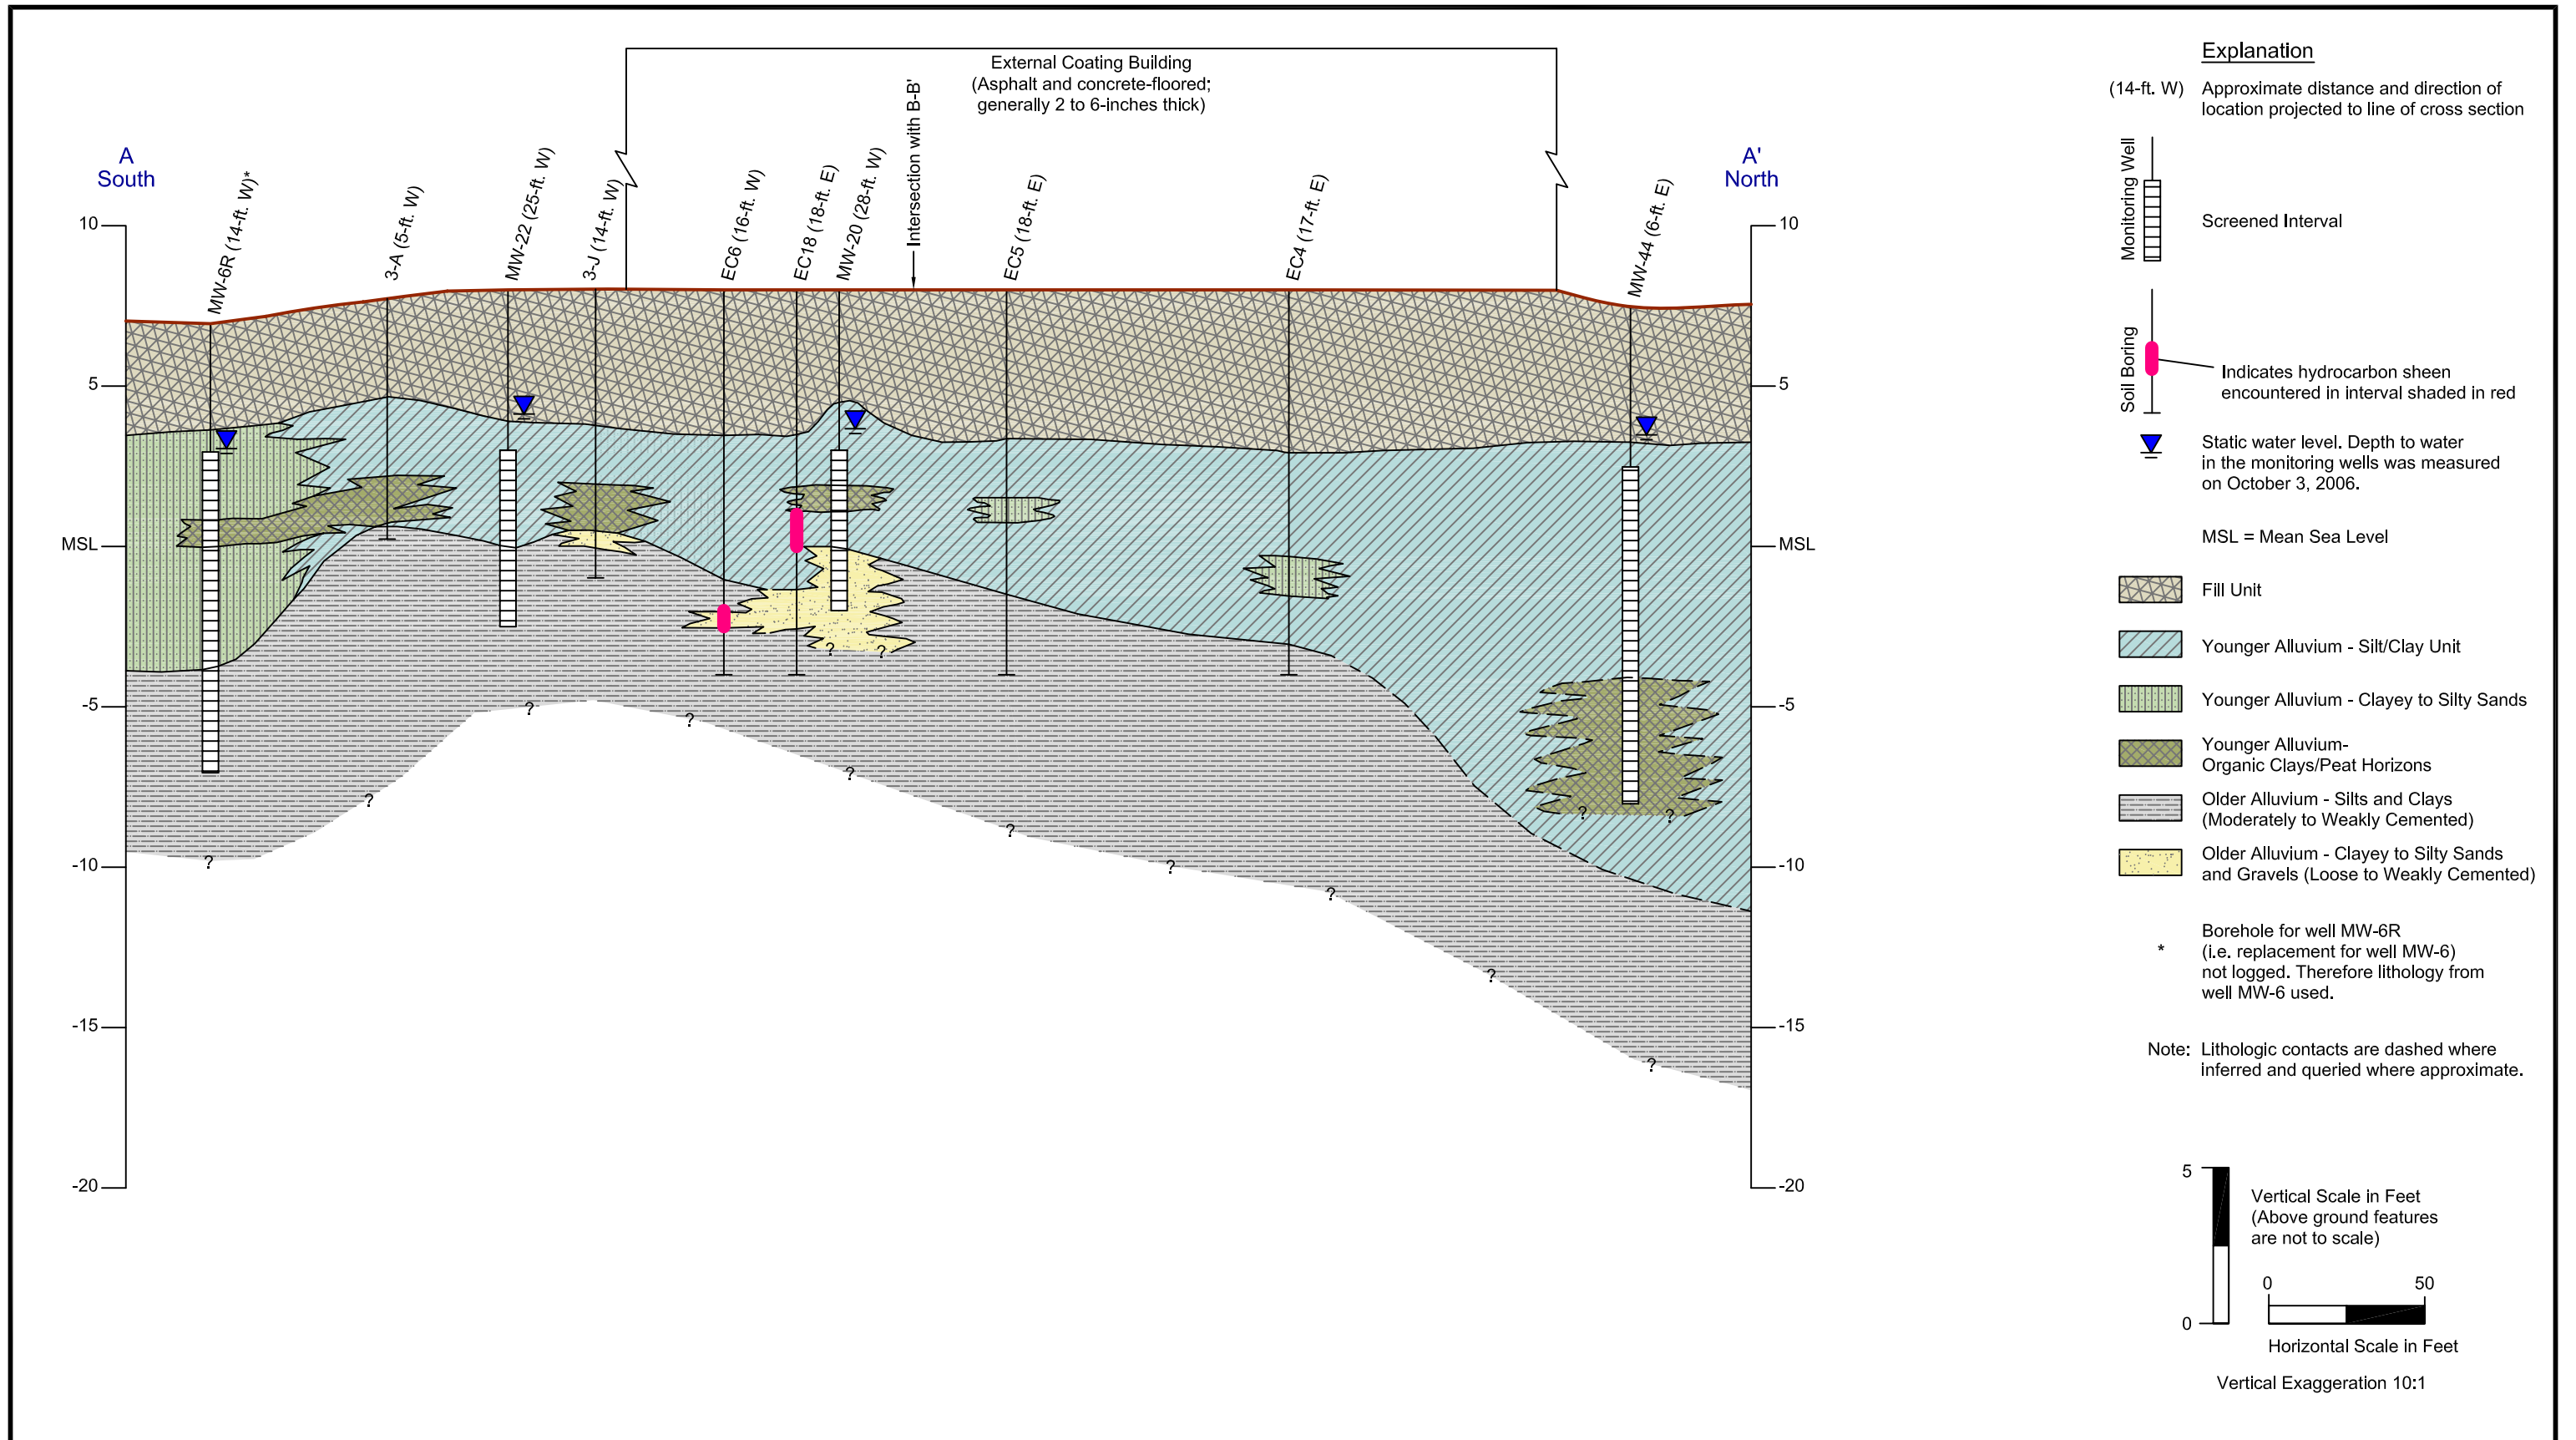 External Coating Building
(Asphalt and concrete-floored;
generally 2 to 6-inches thick)
Intersection with B-B'
A
South
A'
North
MW-6R (14-ft. W)*
3-A (5-ft. W)
MW-22 (25-ft. W)
3-J (14-ft. W)
EC6 (16-ft. W)
EC18 (18-ft. E)
MW-20 (28-ft. W)
EC5 (18-ft. E)
EC4 (17-ft. E)
MW-44 (6-ft. E)
10
5
MSL
-5
-10
-15
-20
10
5
MSL
-5
-10
-15
-20
?
?
?
?
?
?
?
?
?
?
?
?
?
?
Explanation
(14-ft. W) Approximate distance and direction of
location projected to line of cross section
Monitoring Well
Screened Interval
Soil Boring
Indicates hydrocarbon sheen
encountered in interval shaded in red
Static water level. Depth to water
in the monitoring wells was measured
on October 3, 2006.
MSL = Mean Sea Level
Fill Unit
Younger Alluvium - Silt/Clay Unit
Younger Alluvium - Clayey to Silty Sands
Younger Alluvium-
Organic Clays/Peat Horizons
Older Alluvium - Silts and Clays
(Moderately to Weakly Cemented)
Older Alluvium - Clayey to Silty Sands
and Gravels (Loose to Weakly Cemented)
Borehole for well MW-6R
* (i.e. replacement for well MW-6)
not logged. Therefore lithology from
well MW-6 used.
Note: Lithologic contacts are dashed where
inferred and queried where approximate.
5
0
Vertical Scale in Feet
(Above ground features
are not to scale)
0 50
Horizontal Scale in Feet
Vertical Exaggeration 10:1